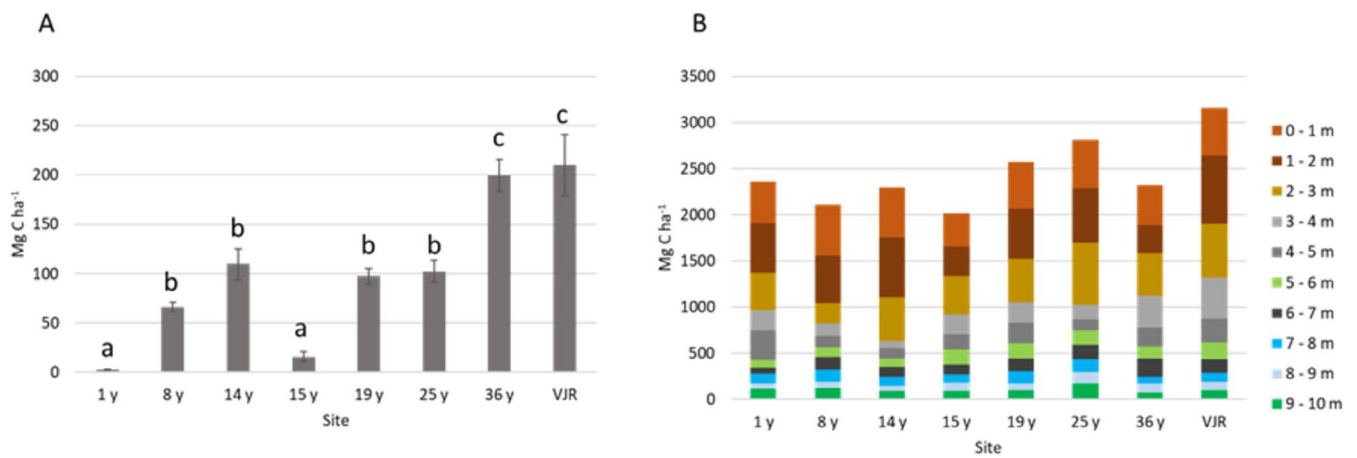 A
300
250
200
150
100
50
0
Mg C ha⁻¹
a
b
b
a
b
b
c
c
1 y 8 y 14 y 15 y 19 y 25 y 36 y VJR
Site
B
3500
3000
2500
2000
1500
1000
500
0
Mg C ha⁻¹
1 y 8 y 14 y 15 y 19 y 25 y 36 y VJR
Site
0 - 1 m
1 - 2 m
2 - 3 m
3 - 4 m
4 - 5 m
5 - 6 m
6 - 7 m
7 - 8 m
8 - 9 m
9 - 10 m